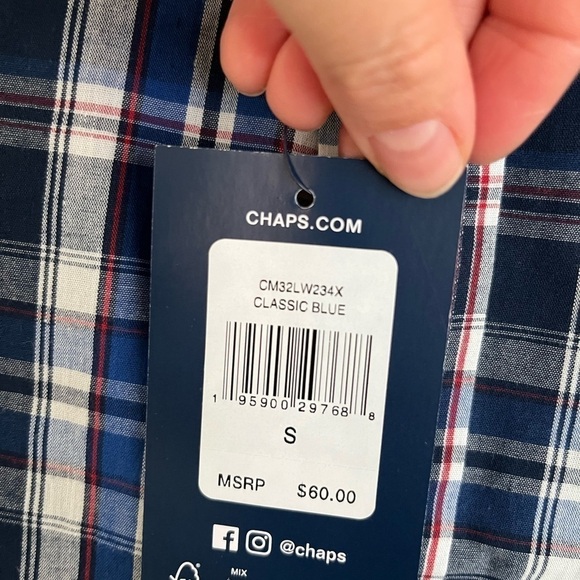 CHAPS.COM
CM32LW234X
CLASSIC BLUE
1 95900 29768 8
S
MSRP $60.00
@chaps
MIX